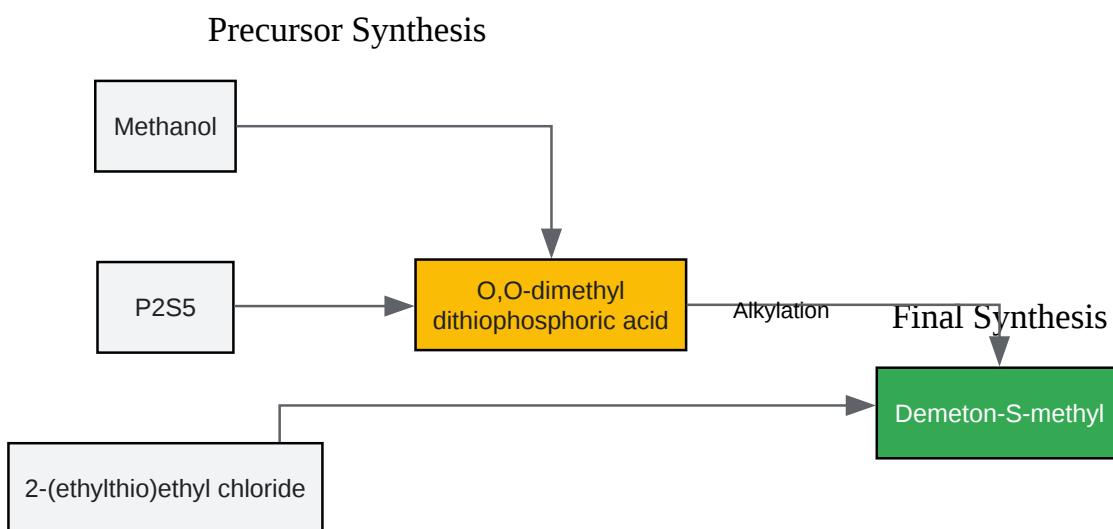 Precursor Synthesis
Methanol
P2S5
O,O-dimethyl
dithiophosphoric acid
Alkylation
Final Synthesis
Demeton-S-methyl
2-(ethylthio)ethyl chloride